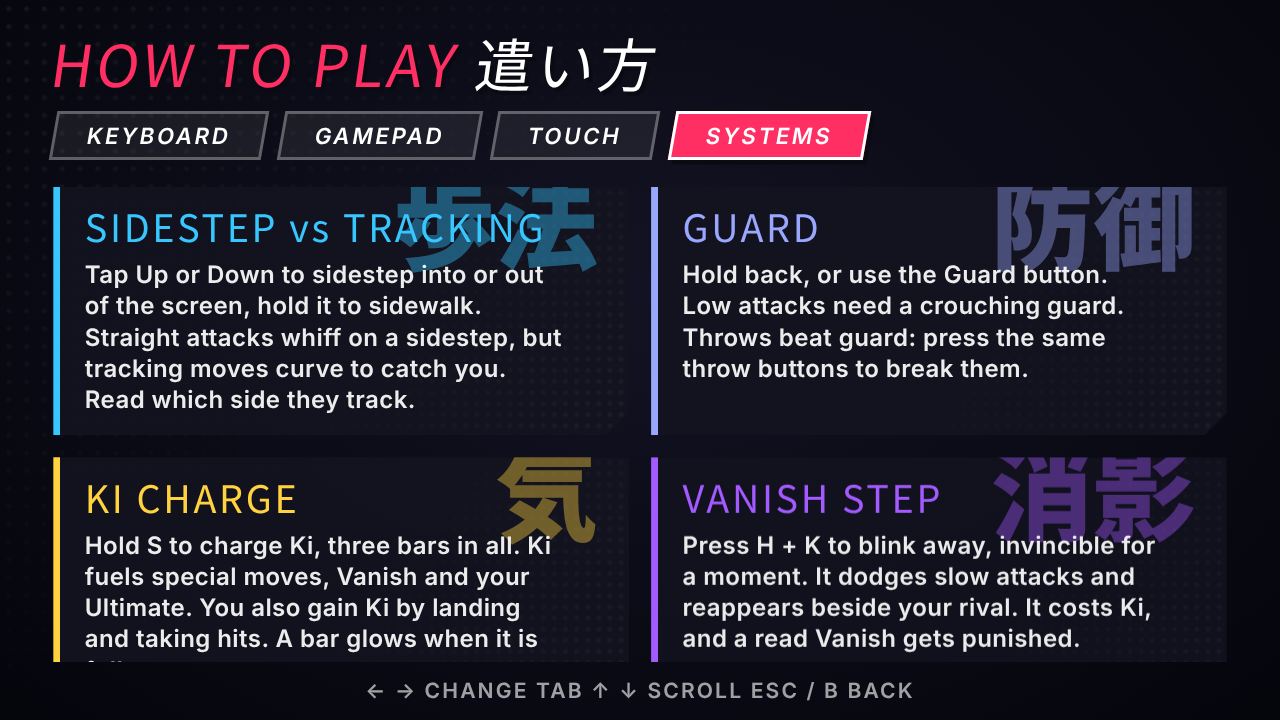 HOW TO PLAY 遣い方
KEYBOARD
GAMEPAD
TOUCH
SYSTEMS
歩法
SIDESTEP vs TRACKING
Tap Up or Down to sidestep into or out
of the screen, hold it to sidewalk.
Straight attacks whiff on a sidestep, but
tracking moves curve to catch you.
Read which side they track.
防御
GUARD
Hold back, or use the Guard button.
Low attacks need a crouching guard.
Throws beat guard: press the same
throw buttons to break them.
気
KI CHARGE
Hold S to charge Ki, three bars in all. Ki
fuels special moves, Vanish and your
Ultimate. You also gain Ki by landing
and taking hits. A bar glows when it is
消影
VANISH STEP
Press H + K to blink away, invincible for
a moment. It dodges slow attacks and
reappears beside your rival. It costs Ki,
and a read Vanish gets punished.
← → CHANGE TAB ↑ ↓ SCROLL ESC / B BACK